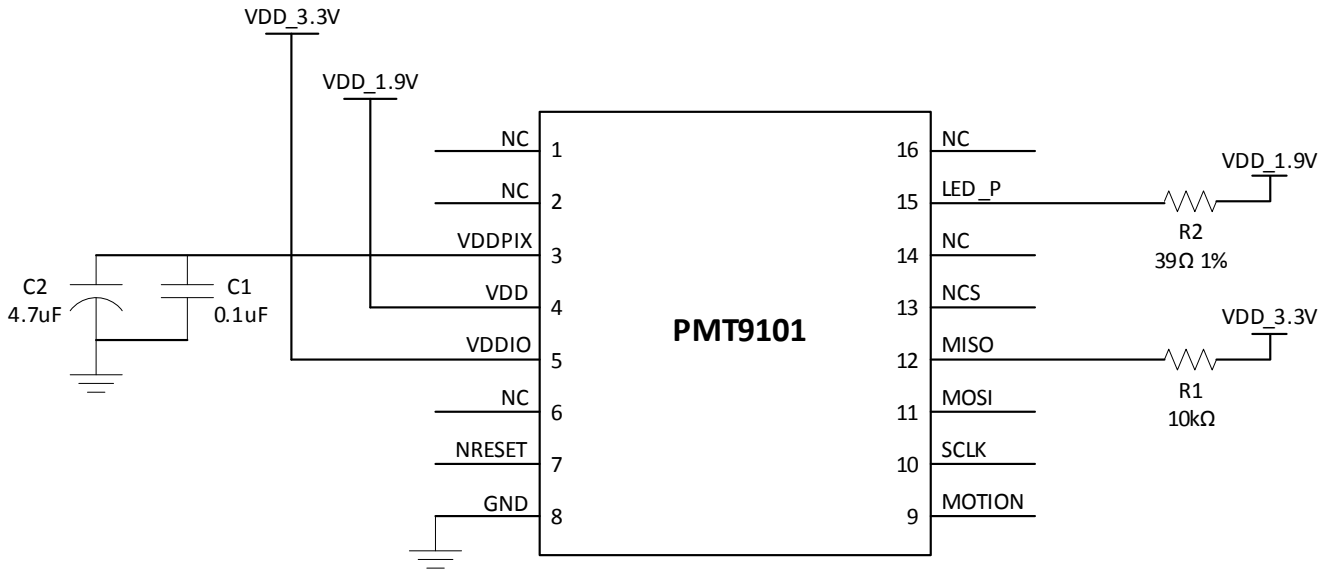 VDD_3.3V
VDD_1.9V
NC
1
NC
2
VDDPIX
3
VDD
4
VDDIO
5
NC
6
NRESET
7
GND
8
C2
4.7uF
C1
0.1uF
PMT9101
16
NC
15
LED_P
14
NC
13
NCS
12
MISO
11
MOSI
10
SCLK
9
MOTION
VDD_1.9V
R2
39Ω 1%
VDD_3.3V
R1
10kΩ